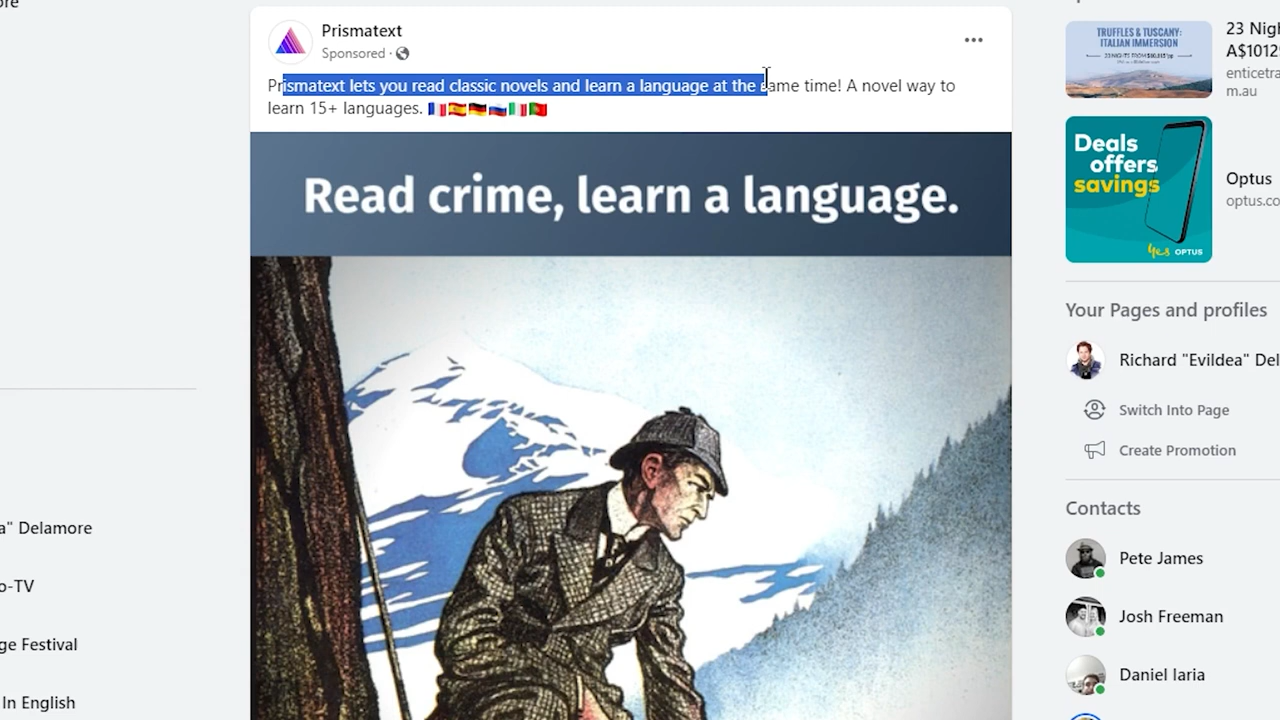 Prismatext
Sponsored ·
Prismatext lets you read classic novels and learn a language at the same time! A novel way to
learn 15+ languages. 🇫🇷🇪🇸🇩🇪🇷🇺🇮🇹🇵🇹
Read crime, learn a language.
a" Delamore
o-TV
ge Festival
In English
TRUFFLES & TUSCANY:
ITALIAN IMMERSION
23 Nigh
A$1012
enticetra
m.au
Deals
offers
savings
Yes OPTUS
Optus
optus.co
Your Pages and profiles
Richard "Evildea" Del
Switch Into Page
Create Promotion
Contacts
Pete James
Josh Freeman
Daniel Iaria